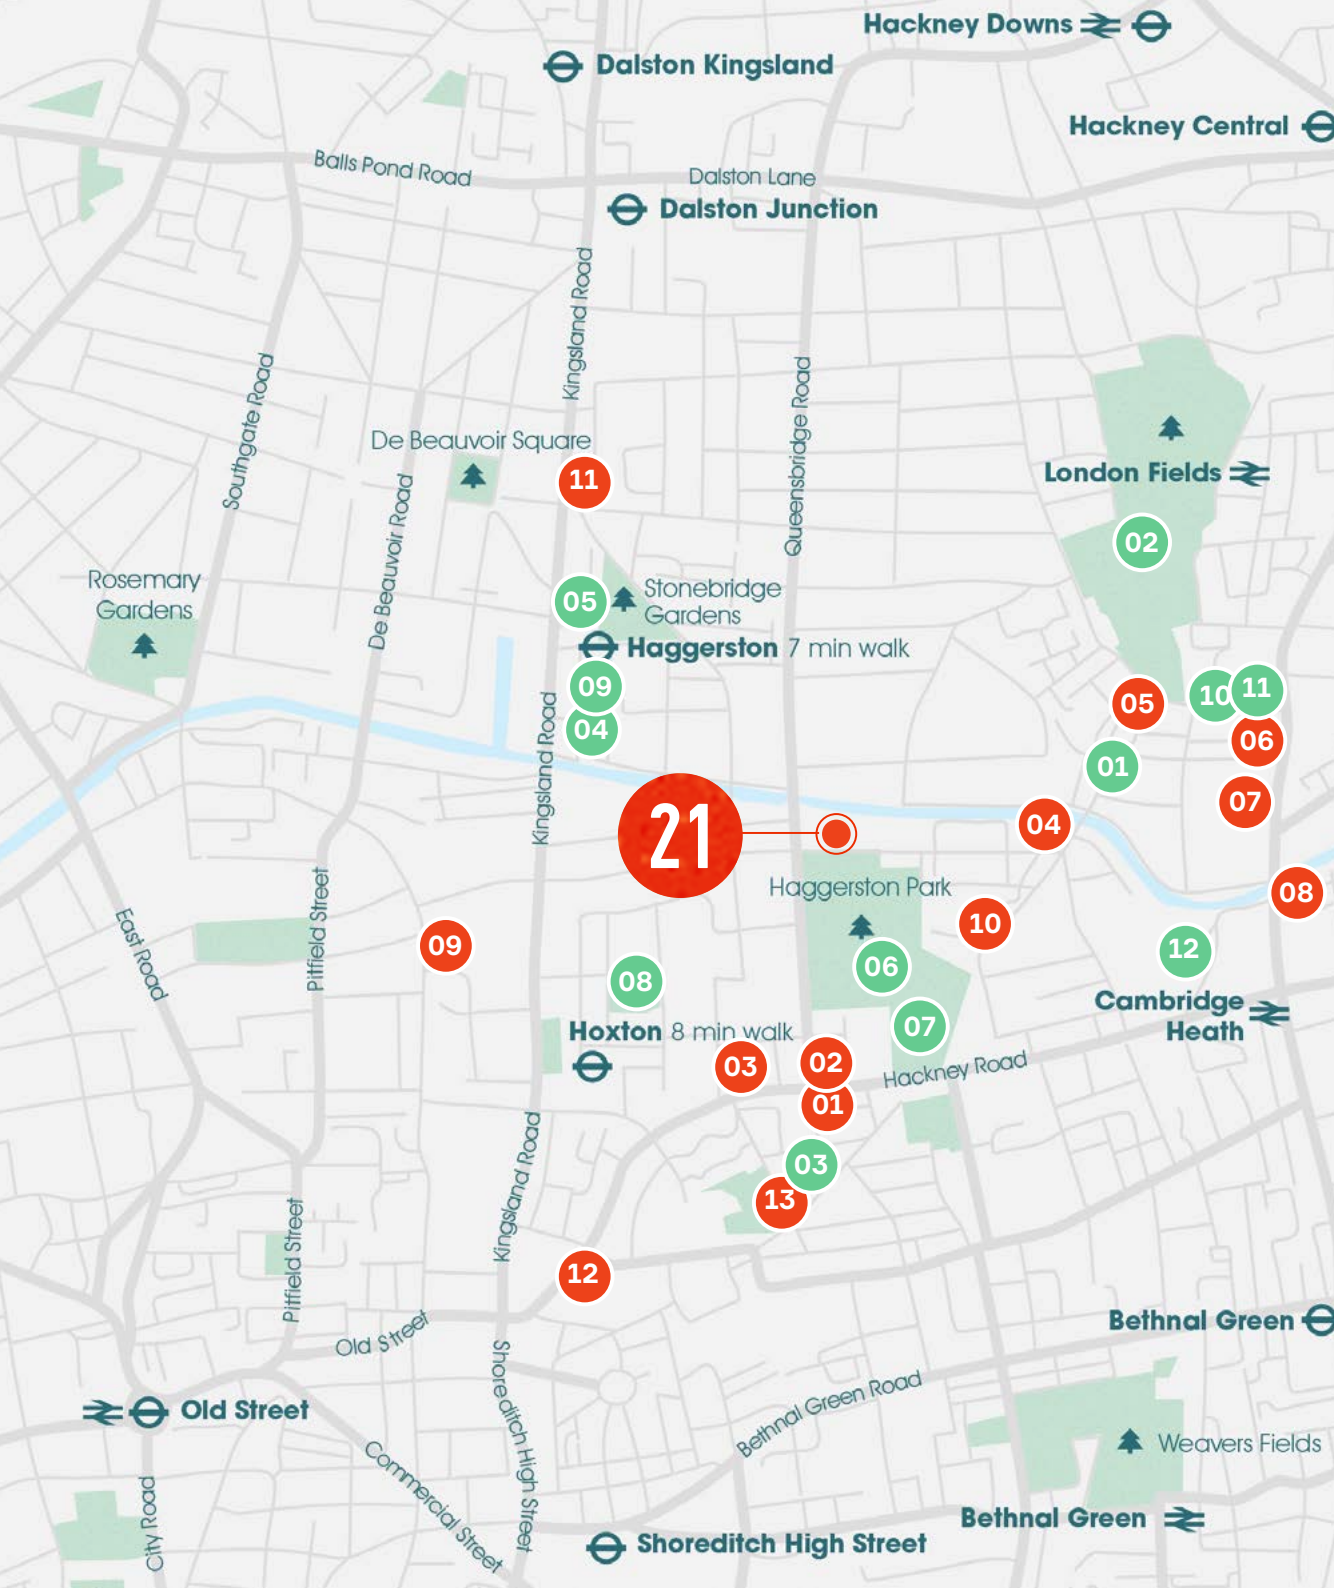 Hackney Downs
Dalston Kingsland
Hackney Central
Balls Pond Road
Dalston Lane
Dalston Junction
Kingsland Road
Southgate Road
Queensbridge Road
De Beauvoir Square
London Fields
11
De Beauvoir Road
02
Rosemary
Gardens
05
Stonebridge
Gardens
Haggerston 7 min walk
09
04
Kingsland Road
05
10
11
06
01
07
04
21
Haggerston Park
08
East Road
Pitfield Street
09
10
12
06
08
07
Cambridge
Heath
Hoxton 8 min walk
03
02
01
Hackney Road
Kingsland Road
03
13
Pitfield Street
12
Old Street
Bethnal Green
Shoreditch High Street
Bethnal Green Road
Old Street
Weavers Fields
Commercial Street
City Road
Bethnal Green
Shoreditch High Street